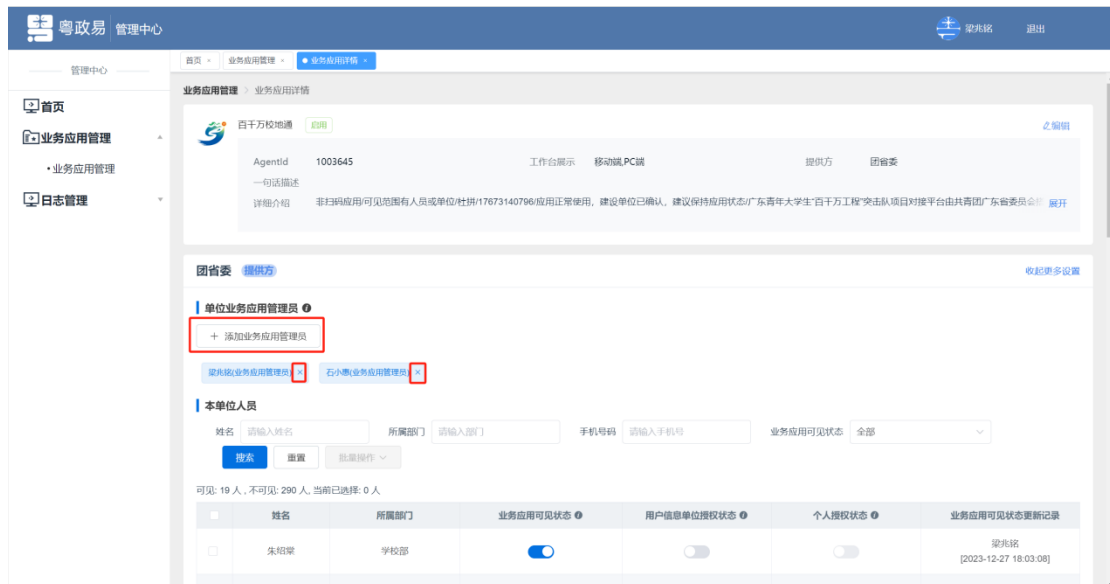 粤政易 管理中心 梁兆铭 退出
管理中心
首页 × 业务应用管理 × 业务应用详情 ×
业务应用管理 > 业务应用详情
首页
业务应用管理
•业务应用管理
日志管理
百千万校地通 启用 编辑
AgentId 1003645 工作台展示 移动端,PC端 提供方 团省委
一句话描述
详细介绍 非扫码应用/可见范围有人员或单位/杜拼/17673140796/应用正常使用，建设单位已确认，建议保持应用状态/广东青年大学生“百千万工程”突击队项目对接平台由共青团广东省委员会 展开
团省委 提供方 收起更多设置
单位业务应用管理员
+ 添加业务应用管理员
梁兆铭(业务应用管理员) × 石小惠(业务应用管理员) ×
本单位人员
姓名 请输入姓名 所属部门 请输入部门 手机号码 请输入手机号 业务应用可见状态 全部
搜索 重置 批量操作
可见: 19 人 , 不可见: 290 人, 当前已选择: 0 人
姓名 所属部门 业务应用可见状态 用户信息单位授权状态 个人授权状态 业务应用可见状态更新记录
朱绍棠 学校部 梁兆铭
[2023-12-27 18:03:08]